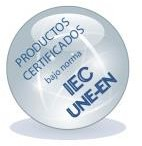 PRODUCTOS
CERTIFICADOS
bajo norma
IEC
UNE-EN